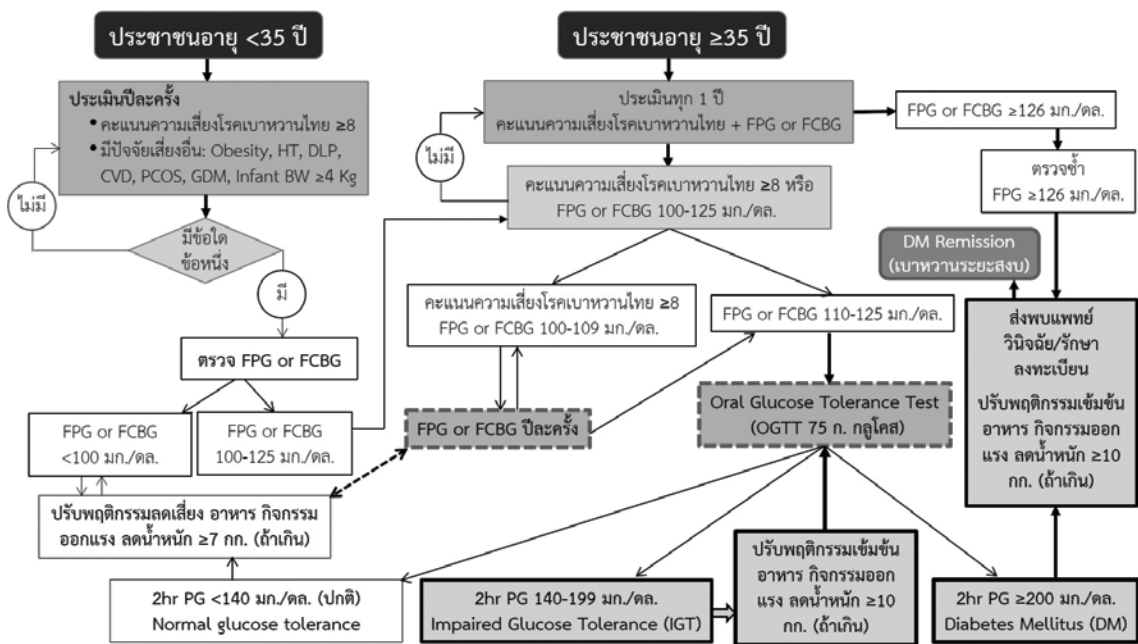 ประชาชนอายุ <35 ปี
ประเมินปีละครั้ง
• คะแนนความเสี่ยงโรคเบาหวานไทย ≥8
• มีปัจจัยเสี่ยงอื่น: Obesity, HT, DLP,
CVD, PCOS, GDM, Infant BW ≥4 Kg
ไม่มี
มีข้อใด
ข้อหนึ่ง
มี
ตรวจ FPG or FCBG
FPG or FCBG
<100 มก./ดล.
FPG or FCBG
100-125 มก./ดล.
ปรับพฤติกรรมลดเสี่ยง อาหาร กิจกรรม
ออกแรง ลดน้ำหนัก ≥7 กก. (ถ้าเกิน)
ประชาชนอายุ ≥35 ปี
ประเมินทุก 1 ปี
คะแนนความเสี่ยงโรคเบาหวานไทย + FPG or FCBG
ไม่มี
คะแนนความเสี่ยงโรคเบาหวานไทย ≥8 หรือ
FPG or FCBG 100-125 มก./ดล.
FPG or FCBG ≥126 มก./ดล.
ตรวจซ้ำ
FPG ≥126 มก./ดล.
DM Remission
(เบาหวานระยะสงบ)
คะแนนความเสี่ยงโรคเบาหวานไทย ≥8
FPG or FCBG 100-109 มก./ดล.
FPG or FCBG 110-125 มก./ดล.
FPG or FCBG ปีละครั้ง
Oral Glucose Tolerance Test
(OGTT 75 ก. กลูโคส)
ส่งพบแพทย์
วินิจฉัย/รักษา
ลงทะเบียน
ปรับพฤติกรรมเข้มข้น
อาหาร กิจกรรมออก
แรง ลดน้ำหนัก ≥10
กก. (ถ้าเกิน)
2hr PG <140 มก./ดล. (ปกติ)
Normal glucose tolerance
2hr PG 140-199 มก./ดล.
Impaired Glucose Tolerance (IGT)
ปรับพฤติกรรมเข้มข้น
อาหาร กิจกรรมออก
แรง ลดน้ำหนัก ≥10
กก. (ถ้าเกิน)
2hr PG ≥200 มก./ดล.
Diabetes Mellitus (DM)